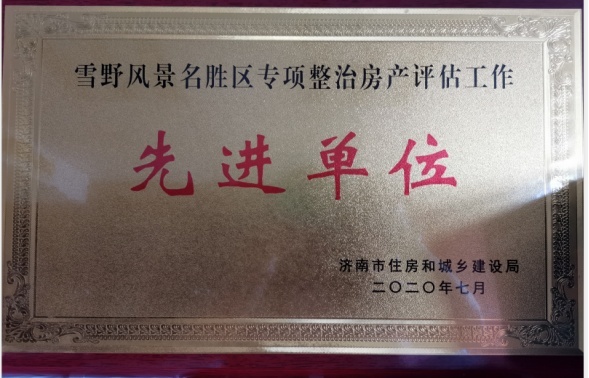 雪野风景名胜区专项整治房产评估工作
先进单位
济南市住房和城乡建设局
二〇二〇年七月